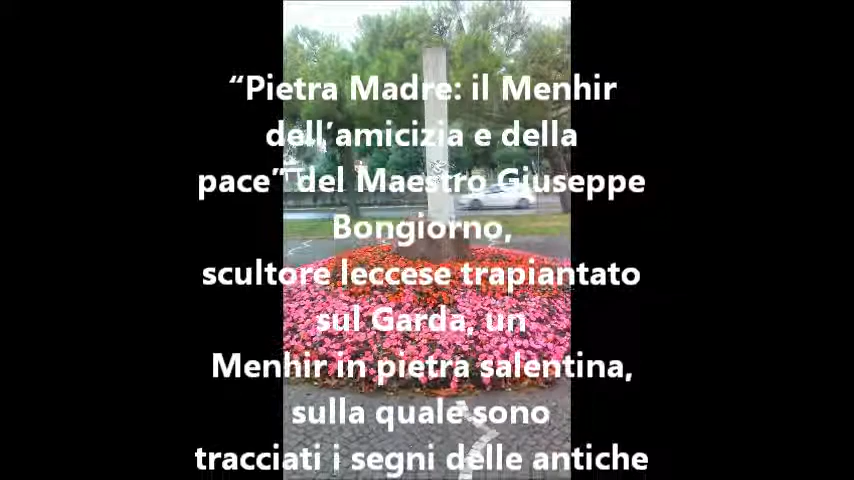 “Pietra Madre: il Menhir
dell’amicizia e della
pace” del Maestro Giuseppe
Bongiorno,
scultore leccese trapiantato
sul Garda, un
Menhir in pietra salentina,
sulla quale sono
tracciati i segni delle antiche